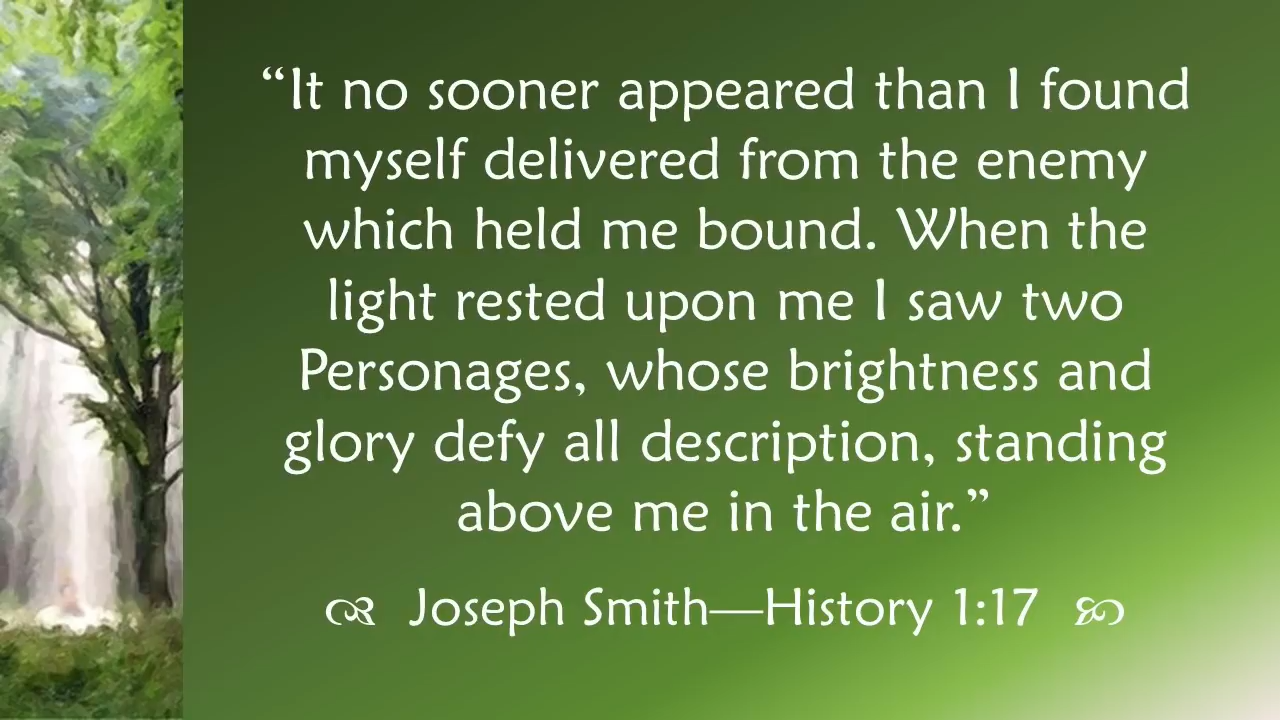 “It no sooner appeared than I found
myself delivered from the enemy
which held me bound. When the
light rested upon me I saw two
Personages, whose brightness and
glory defy all description, standing
above me in the air.”
Joseph Smith—History 1:17